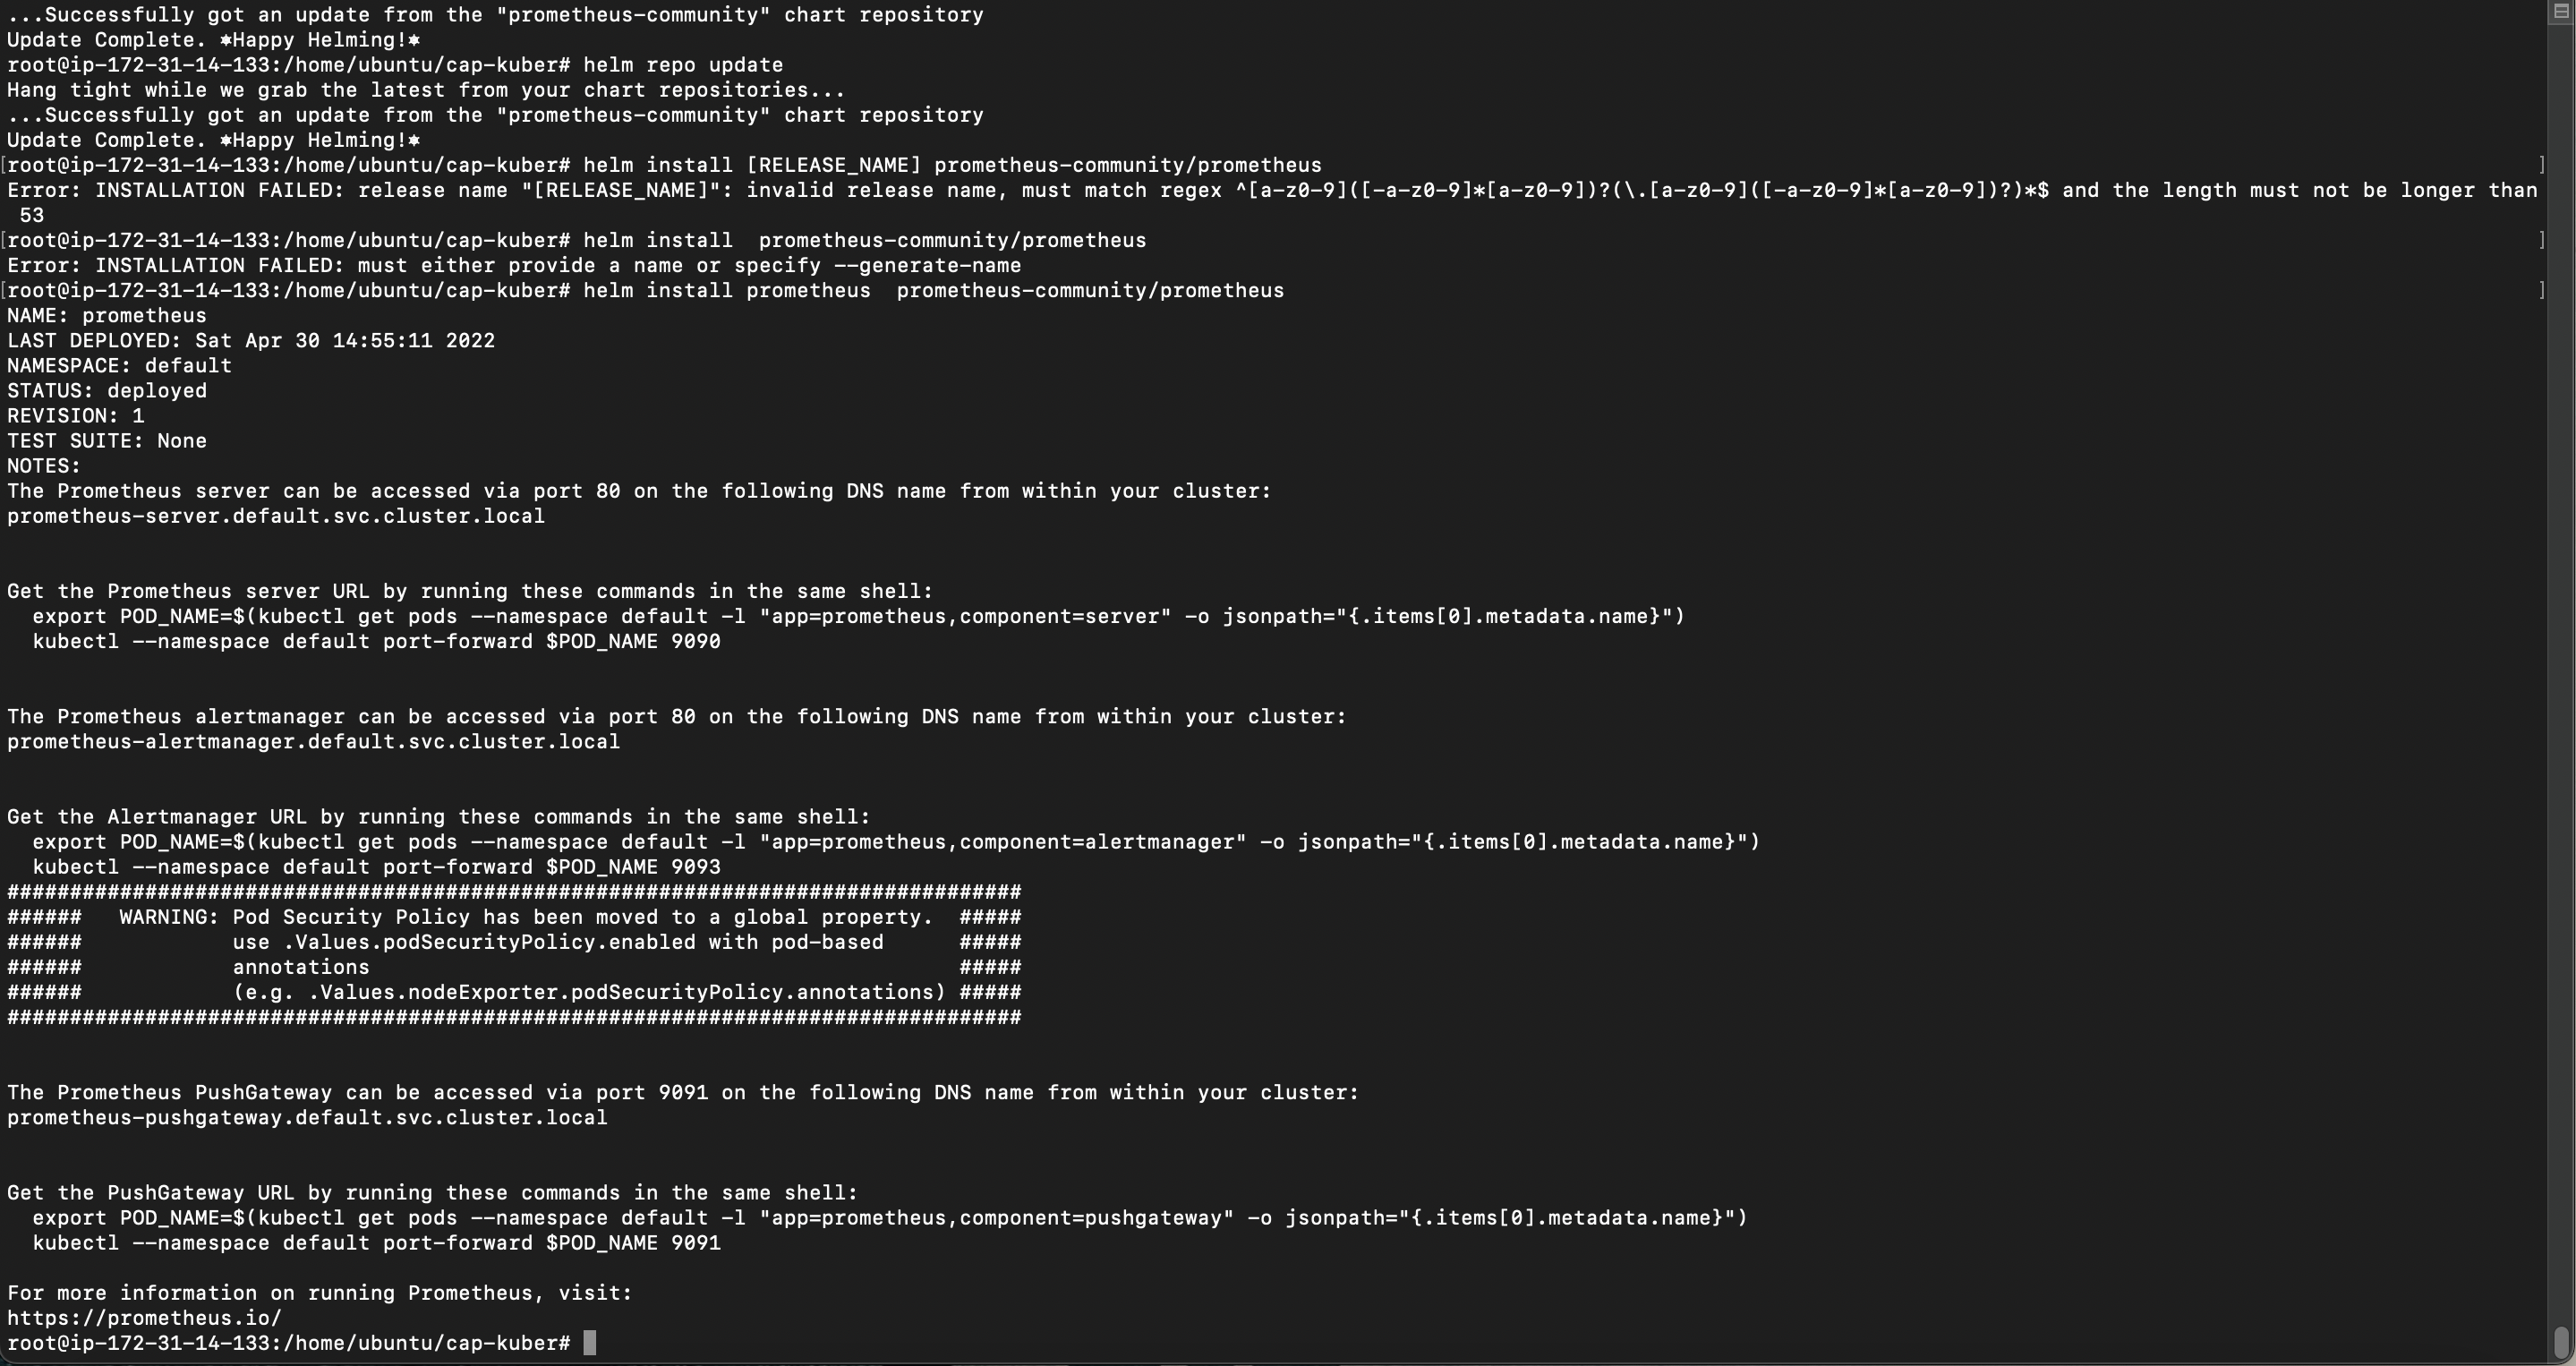 ...Successfully got an update from the "prometheus-community" chart repository
Update Complete. ⎈Happy Helming!⎈
root@ip-172-31-14-133:/home/ubuntu/cap-kuber# helm repo update
Hang tight while we grab the latest from your chart repositories...
...Successfully got an update from the "prometheus-community" chart repository
Update Complete. ⎈Happy Helming!⎈
[root@ip-172-31-14-133:/home/ubuntu/cap-kuber# helm install [RELEASE_NAME] prometheus-community/prometheus ]
Error: INSTALLATION FAILED: release name "[RELEASE_NAME]": invalid release name, must match regex ^[a-z0-9]([-a-z0-9]*[a-z0-9])?(\.[a-z0-9]([-a-z0-9]*[a-z0-9])?)*$ and the length must not be longer than
 53
[root@ip-172-31-14-133:/home/ubuntu/cap-kuber# helm install  prometheus-community/prometheus ]
Error: INSTALLATION FAILED: must either provide a name or specify --generate-name
[root@ip-172-31-14-133:/home/ubuntu/cap-kuber# helm install prometheus  prometheus-community/prometheus ]
NAME: prometheus
LAST DEPLOYED: Sat Apr 30 14:55:11 2022
NAMESPACE: default
STATUS: deployed
REVISION: 1
TEST SUITE: None
NOTES:
The Prometheus server can be accessed via port 80 on the following DNS name from within your cluster:
prometheus-server.default.svc.cluster.local
Get the Prometheus server URL by running these commands in the same shell:
  export POD_NAME=$(kubectl get pods --namespace default -l "app=prometheus,component=server" -o jsonpath="{.items[0].metadata.name}")
  kubectl --namespace default port-forward $POD_NAME 9090
The Prometheus alertmanager can be accessed via port 80 on the following DNS name from within your cluster:
prometheus-alertmanager.default.svc.cluster.local
Get the Alertmanager URL by running these commands in the same shell:
  export POD_NAME=$(kubectl get pods --namespace default -l "app=prometheus,component=alertmanager" -o jsonpath="{.items[0].metadata.name}")
  kubectl --namespace default port-forward $POD_NAME 9093
#################################################################################
######   WARNING: Pod Security Policy has been moved to a global property.  #####
######            use .Values.podSecurityPolicy.enabled with pod-based      #####
######            annotations                                               #####
######            (e.g. .Values.nodeExporter.podSecurityPolicy.annotations) #####
#################################################################################
The Prometheus PushGateway can be accessed via port 9091 on the following DNS name from within your cluster:
prometheus-pushgateway.default.svc.cluster.local
Get the PushGateway URL by running these commands in the same shell:
  export POD_NAME=$(kubectl get pods --namespace default -l "app=prometheus,component=pushgateway" -o jsonpath="{.items[0].metadata.name}")
  kubectl --namespace default port-forward $POD_NAME 9091
For more information on running Prometheus, visit:
https://prometheus.io/
root@ip-172-31-14-133:/home/ubuntu/cap-kuber#